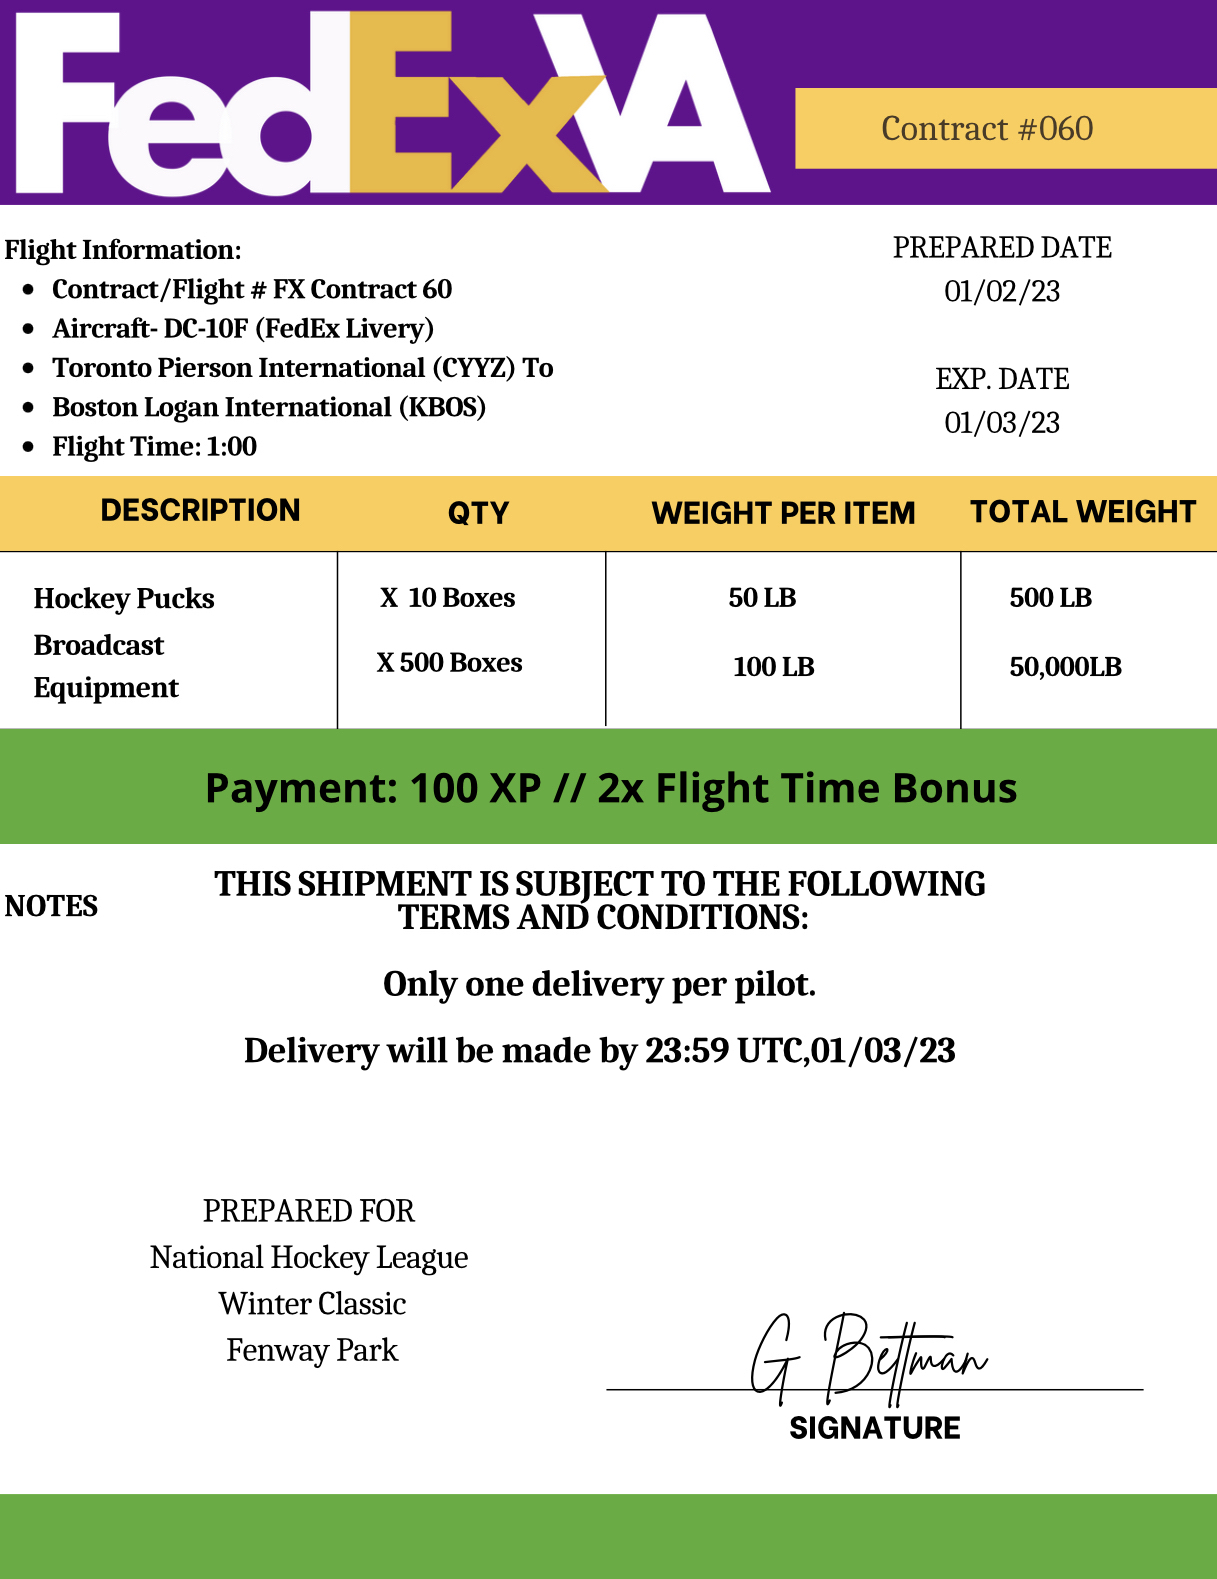 FedExVA
Contract #060
Flight Information:
• Contract/Flight # FX Contract 60
• Aircraft- DC-10F (FedEx Livery)
• Toronto Pierson International (CYYZ) To
• Boston Logan International (KBOS)
• Flight Time: 1:00
PREPARED DATE
01/02/23
EXP. DATE
01/03/23
DESCRIPTION QTY WEIGHT PER ITEM TOTAL WEIGHT
Hockey Pucks X 10 Boxes 50 LB 500 LB
Broadcast
Equipment X 500 Boxes 100 LB 50,000LB
Payment: 100 XP // 2x Flight Time Bonus
NOTES
THIS SHIPMENT IS SUBJECT TO THE FOLLOWING
TERMS AND CONDITIONS:
Only one delivery per pilot.
Delivery will be made by 23:59 UTC,01/03/23
PREPARED FOR
National Hockey League
Winter Classic
Fenway Park
G Bettman
SIGNATURE